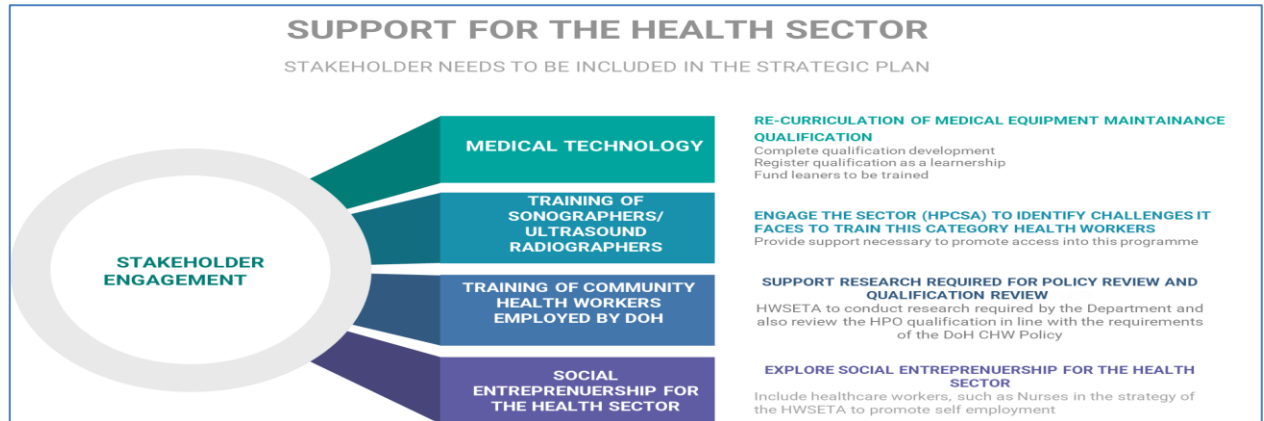 SUPPORT FOR THE HEALTH SECTOR
STAKEHOLDER NEEDS TO BE INCLUDED IN THE STRATEGIC PLAN
STAKEHOLDER
ENGAGEMENT
MEDICAL TECHNOLOGY
RE-CURRICULATION OF MEDICAL EQUIPMENT MAINTAINANCE
QUALIFICATION
Complete qualification development
Register qualification as a learnership
Fund leaners to be trained
TRAINING OF
SONOGRAPHERS/
ULTRASOUND
RADIOGRAPHERS
ENGAGE THE SECTOR (HPCSA) TO IDENTIFY CHALLENGES IT
FACES TO TRAIN THIS CATEGORY HEALTH WORKERS
Provide support necessary to promote access into this programme
TRAINING OF COMMUNITY
HEALTH WORKERS
EMPLOYED BY DOH
SUPPORT RESEARCH REQUIRED FOR POLICY REVIEW AND
QUALIFICATION REVIEW
HWSETA to conduct research required by the Department and
also review the HPO qualification in line with the requirements
of the DoH CHW Policy
SOCIAL
ENTREPRENUERSHIP FOR
THE HEALTH SECTOR
EXPLORE SOCIAL ENTREPRENUERSHIP FOR THE HEALTH
SECTOR
Include healthcare workers, such as Nurses in the strategy of
the HWSETA to promote self employment